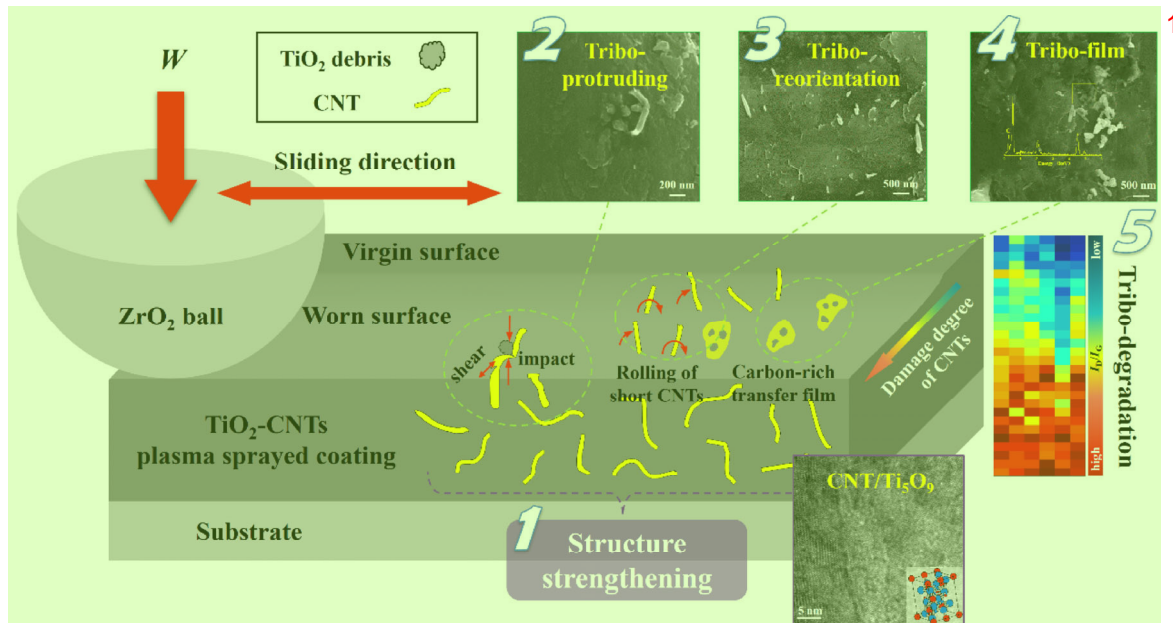 1
W
TiO₂ debris
CNT
Sliding direction
2
Tribo-
protruding
200 nm
3
Tribo-
reorientation
500 nm
4
Tribo-film
500 nm
Virgin surface
ZrO₂ ball
Worn surface
shear
impact
Rolling of
short CNTs
Carbon-rich
transfer film
Damage degree
of CNTs
5
Tribo-degradation
low
I_D/I_G
high
TiO₂-CNTs
plasma sprayed coating
CNT/Ti₅O₉
5 nm
Substrate
1
Structure
strengthening